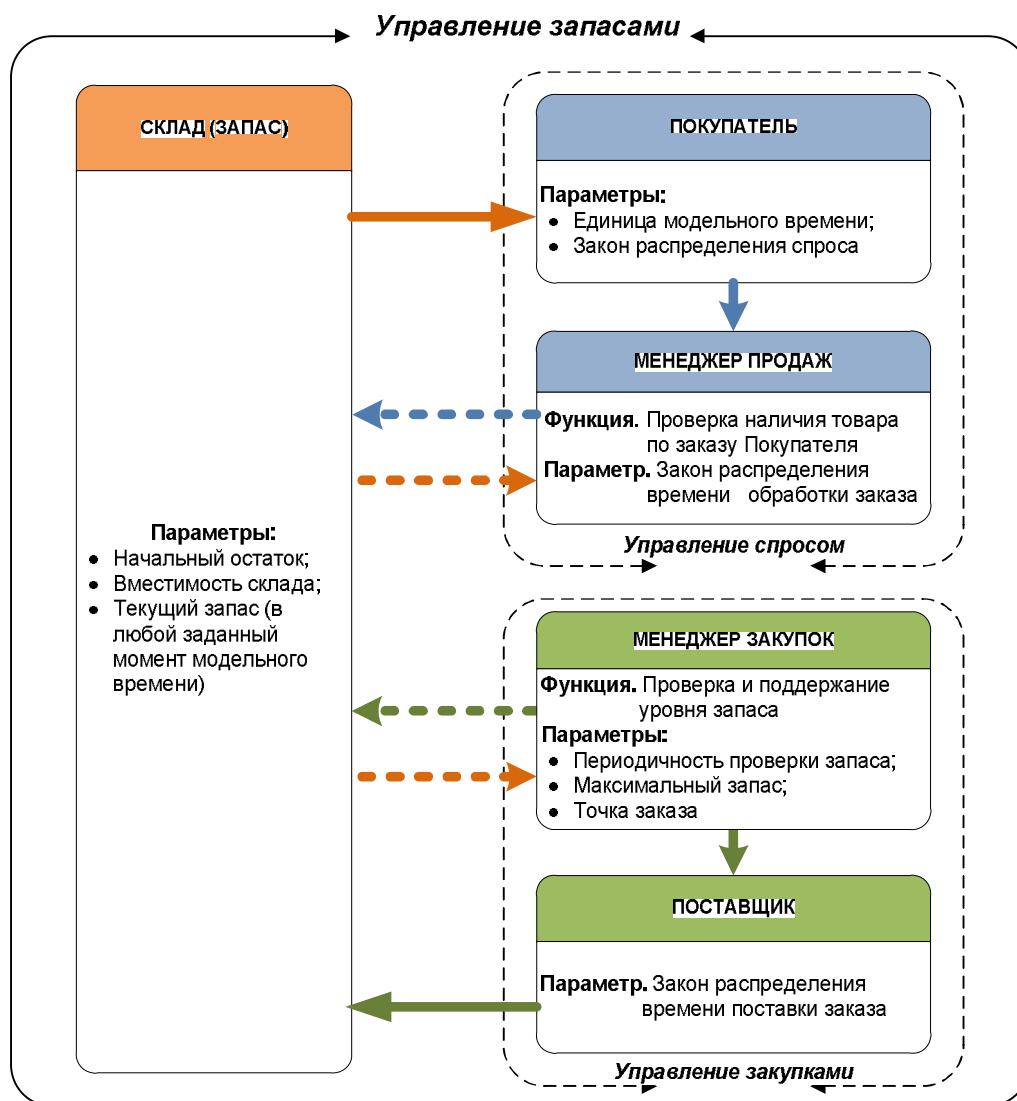 Управление запасами
СКЛАД (ЗАПАС)
Параметры:
• Начальный остаток;
• Вместимость склада;
• Текущий запас (в
любой заданный
момент модельного
времени)
ПОКУПАТЕЛЬ
Параметры:
• Единица модельного времени;
• Закон распределения спроса
МЕНЕДЖЕР ПРОДАЖ
Функция. Проверка наличия товара
по заказу Покупателя
Параметр. Закон распределения
времени обработки заказа
Управление спросом
МЕНЕДЖЕР ЗАКУПОК
Функция. Проверка и поддержание
уровня запаса
Параметры:
• Периодичность проверки запаса;
• Максимальный запас;
• Точка заказа
ПОСТАВЩИК
Параметр. Закон распределения
времени поставки заказа
Управление закупками